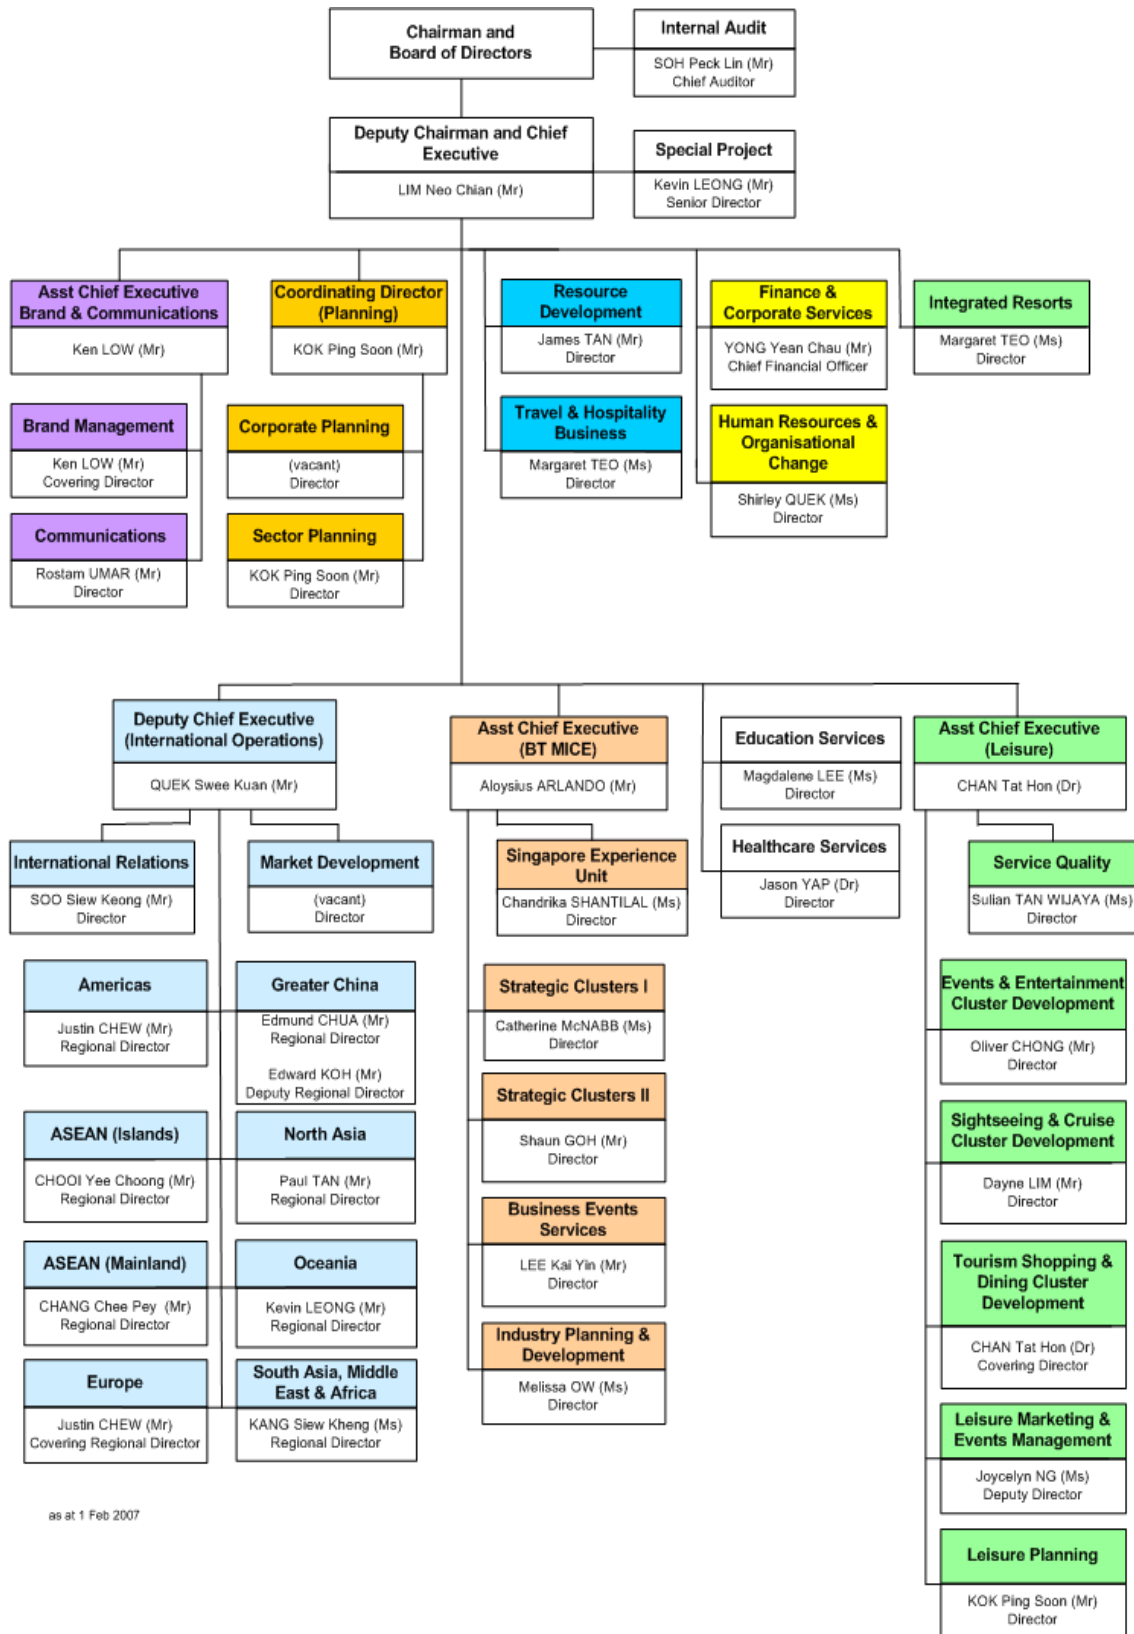 Chairman and
Board of Directors
Internal Audit
SOH Peck Lin (Mr)
Chief Auditor
Deputy Chairman and Chief
Executive
LIM Neo Chian (Mr)
Special Project
Kevin LEONG (Mr)
Senior Director
Asst Chief Executive
Brand & Communications
Ken LOW (Mr)
Coordinating Director
(Planning)
KOK Ping Soon (Mr)
Resource
Development
James TAN (Mr)
Director
Finance &
Corporate Services
YONG Yean Chau (Mr)
Chief Financial Officer
Integrated Resorts
Margaret TEO (Ms)
Director
Brand Management
Ken LOW (Mr)
Covering Director
Corporate Planning
(vacant)
Director
Travel & Hospitality
Business
Margaret TEO (Ms)
Director
Human Resources &
Organisational
Change
Shirley QUEK (Ms)
Director
Communications
Rostam UMAR (Mr)
Director
Sector Planning
KOK Ping Soon (Mr)
Director
Deputy Chief Executive
(International Operations)
QUEK Swee Kuan (Mr)
Asst Chief Executive
(BT MICE)
Aloysius ARLANDO (Mr)
Education Services
Magdalene LEE (Ms)
Director
Asst Chief Executive
(Leisure)
CHAN Tat Hon (Dr)
International Relations
SOO Siew Keong (Mr)
Director
Market Development
(vacant)
Director
Singapore Experience
Unit
Chandrika SHANTILAL (Ms)
Director
Healthcare Services
Jason YAP (Dr)
Director
Service Quality
Sulian TAN WIJAYA (Ms)
Director
Americas
Justin CHEW (Mr)
Regional Director
Greater China
Edmund CHUA (Mr)
Regional Director
Edward KOH (Mr)
Deputy Regional Director
Strategic Clusters I
Catherine McNABB (Ms)
Director
Events & Entertainment
Cluster Development
Oliver CHONG (Mr)
Director
ASEAN (Islands)
CHOOI Yee Choong (Mr)
Regional Director
North Asia
Paul TAN (Mr)
Regional Director
Strategic Clusters II
Shaun GOH (Mr)
Director
Sightseeing & Cruise
Cluster Development
Dayne LIM (Mr)
Director
ASEAN (Mainland)
CHANG Chee Pey (Mr)
Regional Director
Oceania
Kevin LEONG (Mr)
Regional Director
Business Events
Services
LEE Kai Yin (Mr)
Director
Tourism Shopping &
Dining Cluster
Development
CHAN Tat Hon (Dr)
Covering Director
Europe
Justin CHEW (Mr)
Covering Regional Director
South Asia, Middle
East & Africa
KANG Siew Kheng (Ms)
Regional Director
Industry Planning &
Development
Melissa OW (Ms)
Director
Leisure Marketing &
Events Management
Joycelyn NG (Ms)
Deputy Director
Leisure Planning
KOK Ping Soon (Mr)
Director
as at 1 Feb 2007